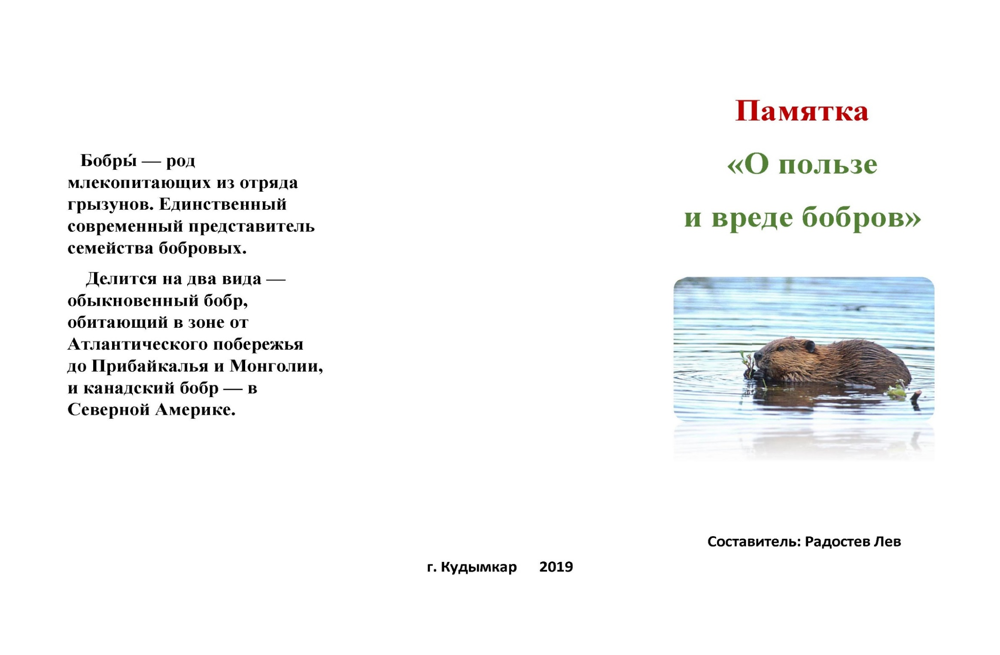 Бобры́ — род
млекопитающих из отряда
грызунов. Единственный
современный представитель
семейства бобровых.
Делится на два вида —
обыкновенный бобр,
обитающий в зоне от
Атлантического побережья
до Прибайкалья и Монголии,
и канадский бобр — в
Северной Америке.
г. Кудымкар 2019
Памятка
«О пользе
и вреде бобров»
Составитель: Радостев Лев